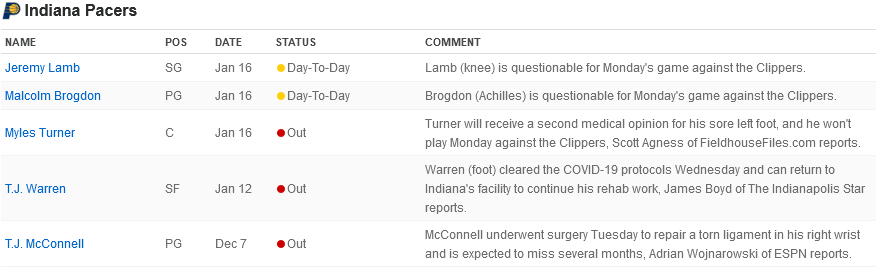 Indiana Pacers
NAME POS DATE STATUS COMMENT
Jeremy Lamb SG Jan 16 Day-To-Day Lamb (knee) is questionable for Monday's game against the Clippers.
Malcolm Brogdon PG Jan 16 Day-To-Day Brogdon (Achilles) is questionable for Monday's game against the Clippers.
Myles Turner C Jan 16 Out Turner will receive a second medical opinion for his sore left foot, and he won't
play Monday against the Clippers, Scott Agness of FieldhouseFiles.com reports.
T.J. Warren SF Jan 12 Out Warren (foot) cleared the COVID-19 protocols Wednesday and can return to
Indiana's facility to continue his rehab work, James Boyd of The Indianapolis Star
reports.
T.J. McConnell PG Dec 7 Out McConnell underwent surgery Tuesday to repair a torn ligament in his right wrist
and is expected to miss several months, Adrian Wojnarowski of ESPN reports.